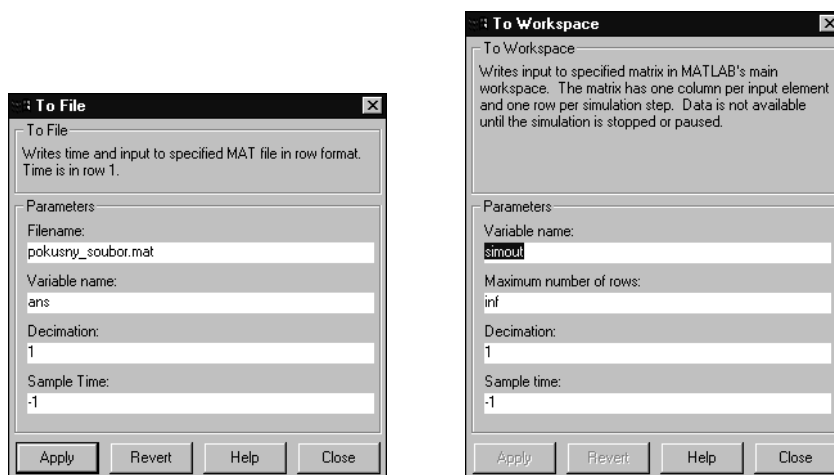 To File
To File
Writes time and input to specified MAT file in row format.
Time is in row 1.
Parameters
Filename:
pokusny_soubor.mat
Variable name:
ans
Decimation:
1
Sample Time:
-1
Apply Revert Help Close
To Workspace
To Workspace
Writes input to specified matrix in MATLAB's main
workspace. The matrix has one column per input element
and one row per simulation step. Data is not available
until the simulation is stopped or paused.
Parameters
Variable name:
simout
Maximum number of rows:
inf
Decimation:
1
Sample time:
-1
Apply Revert Help Close